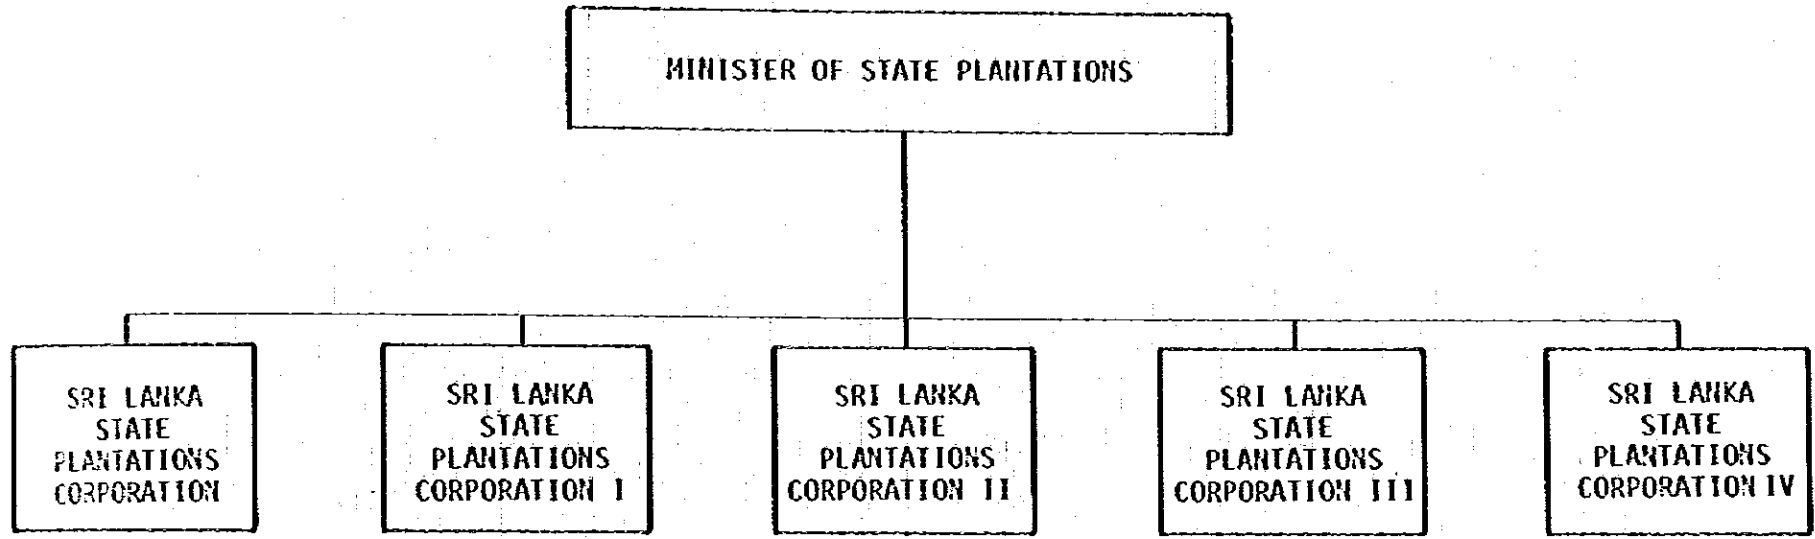 MINISTER OF STATE PLANTATIONS
SRI LANKA
STATE
PLANTATIONS
CORPORATION
SRI LANKA
STATE
PLANTATIONS
CORPORATION I
SRI LANKA
STATE
PLANTATIONS
CORPORATION II
SRI LANKA
STATE
PLANTATIONS
CORPORATION III
SRI LANKA
STATE
PLANTATIONS
CORPORATION IV